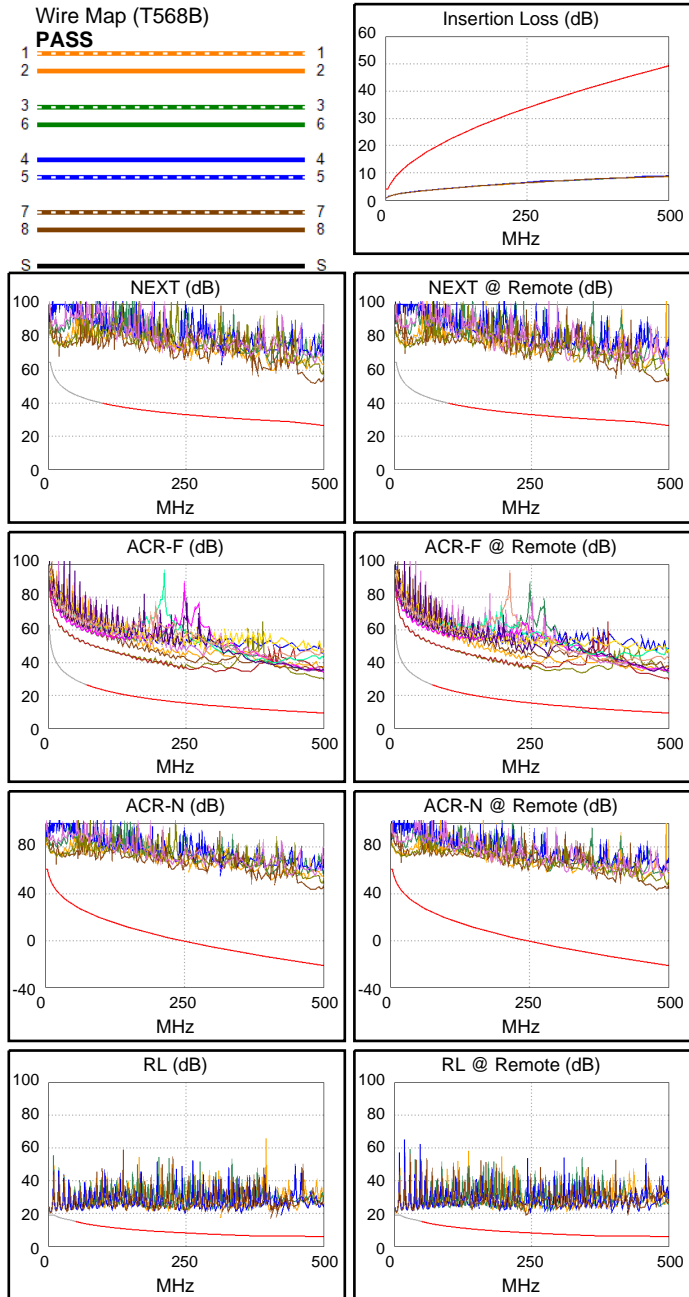 Wire Map (T568B)
PASS
1 1
2 2
3 3
6 6
4 4
5 5
7 7
8 8
S S
Insertion Loss (dB)
60
50
40
30
20
10
0
0 250 500
MHz
NEXT (dB)
100
80
60
40
20
0
0 250 500
MHz
NEXT @ Remote (dB)
100
80
60
40
20
0
0 250 500
MHz
ACR-F (dB)
100
80
60
40
20
0
0 250 500
MHz
ACR-F @ Remote (dB)
100
80
60
40
20
0
0 250 500
MHz
ACR-N (dB)
80
40
0
-40
0 250 500
MHz
ACR-N @ Remote (dB)
80
40
0
-40
0 250 500
MHz
RL (dB)
100
80
60
40
20
0
0 250 500
MHz
RL @ Remote (dB)
100
80
60
40
20
0
0 250 500
MHz